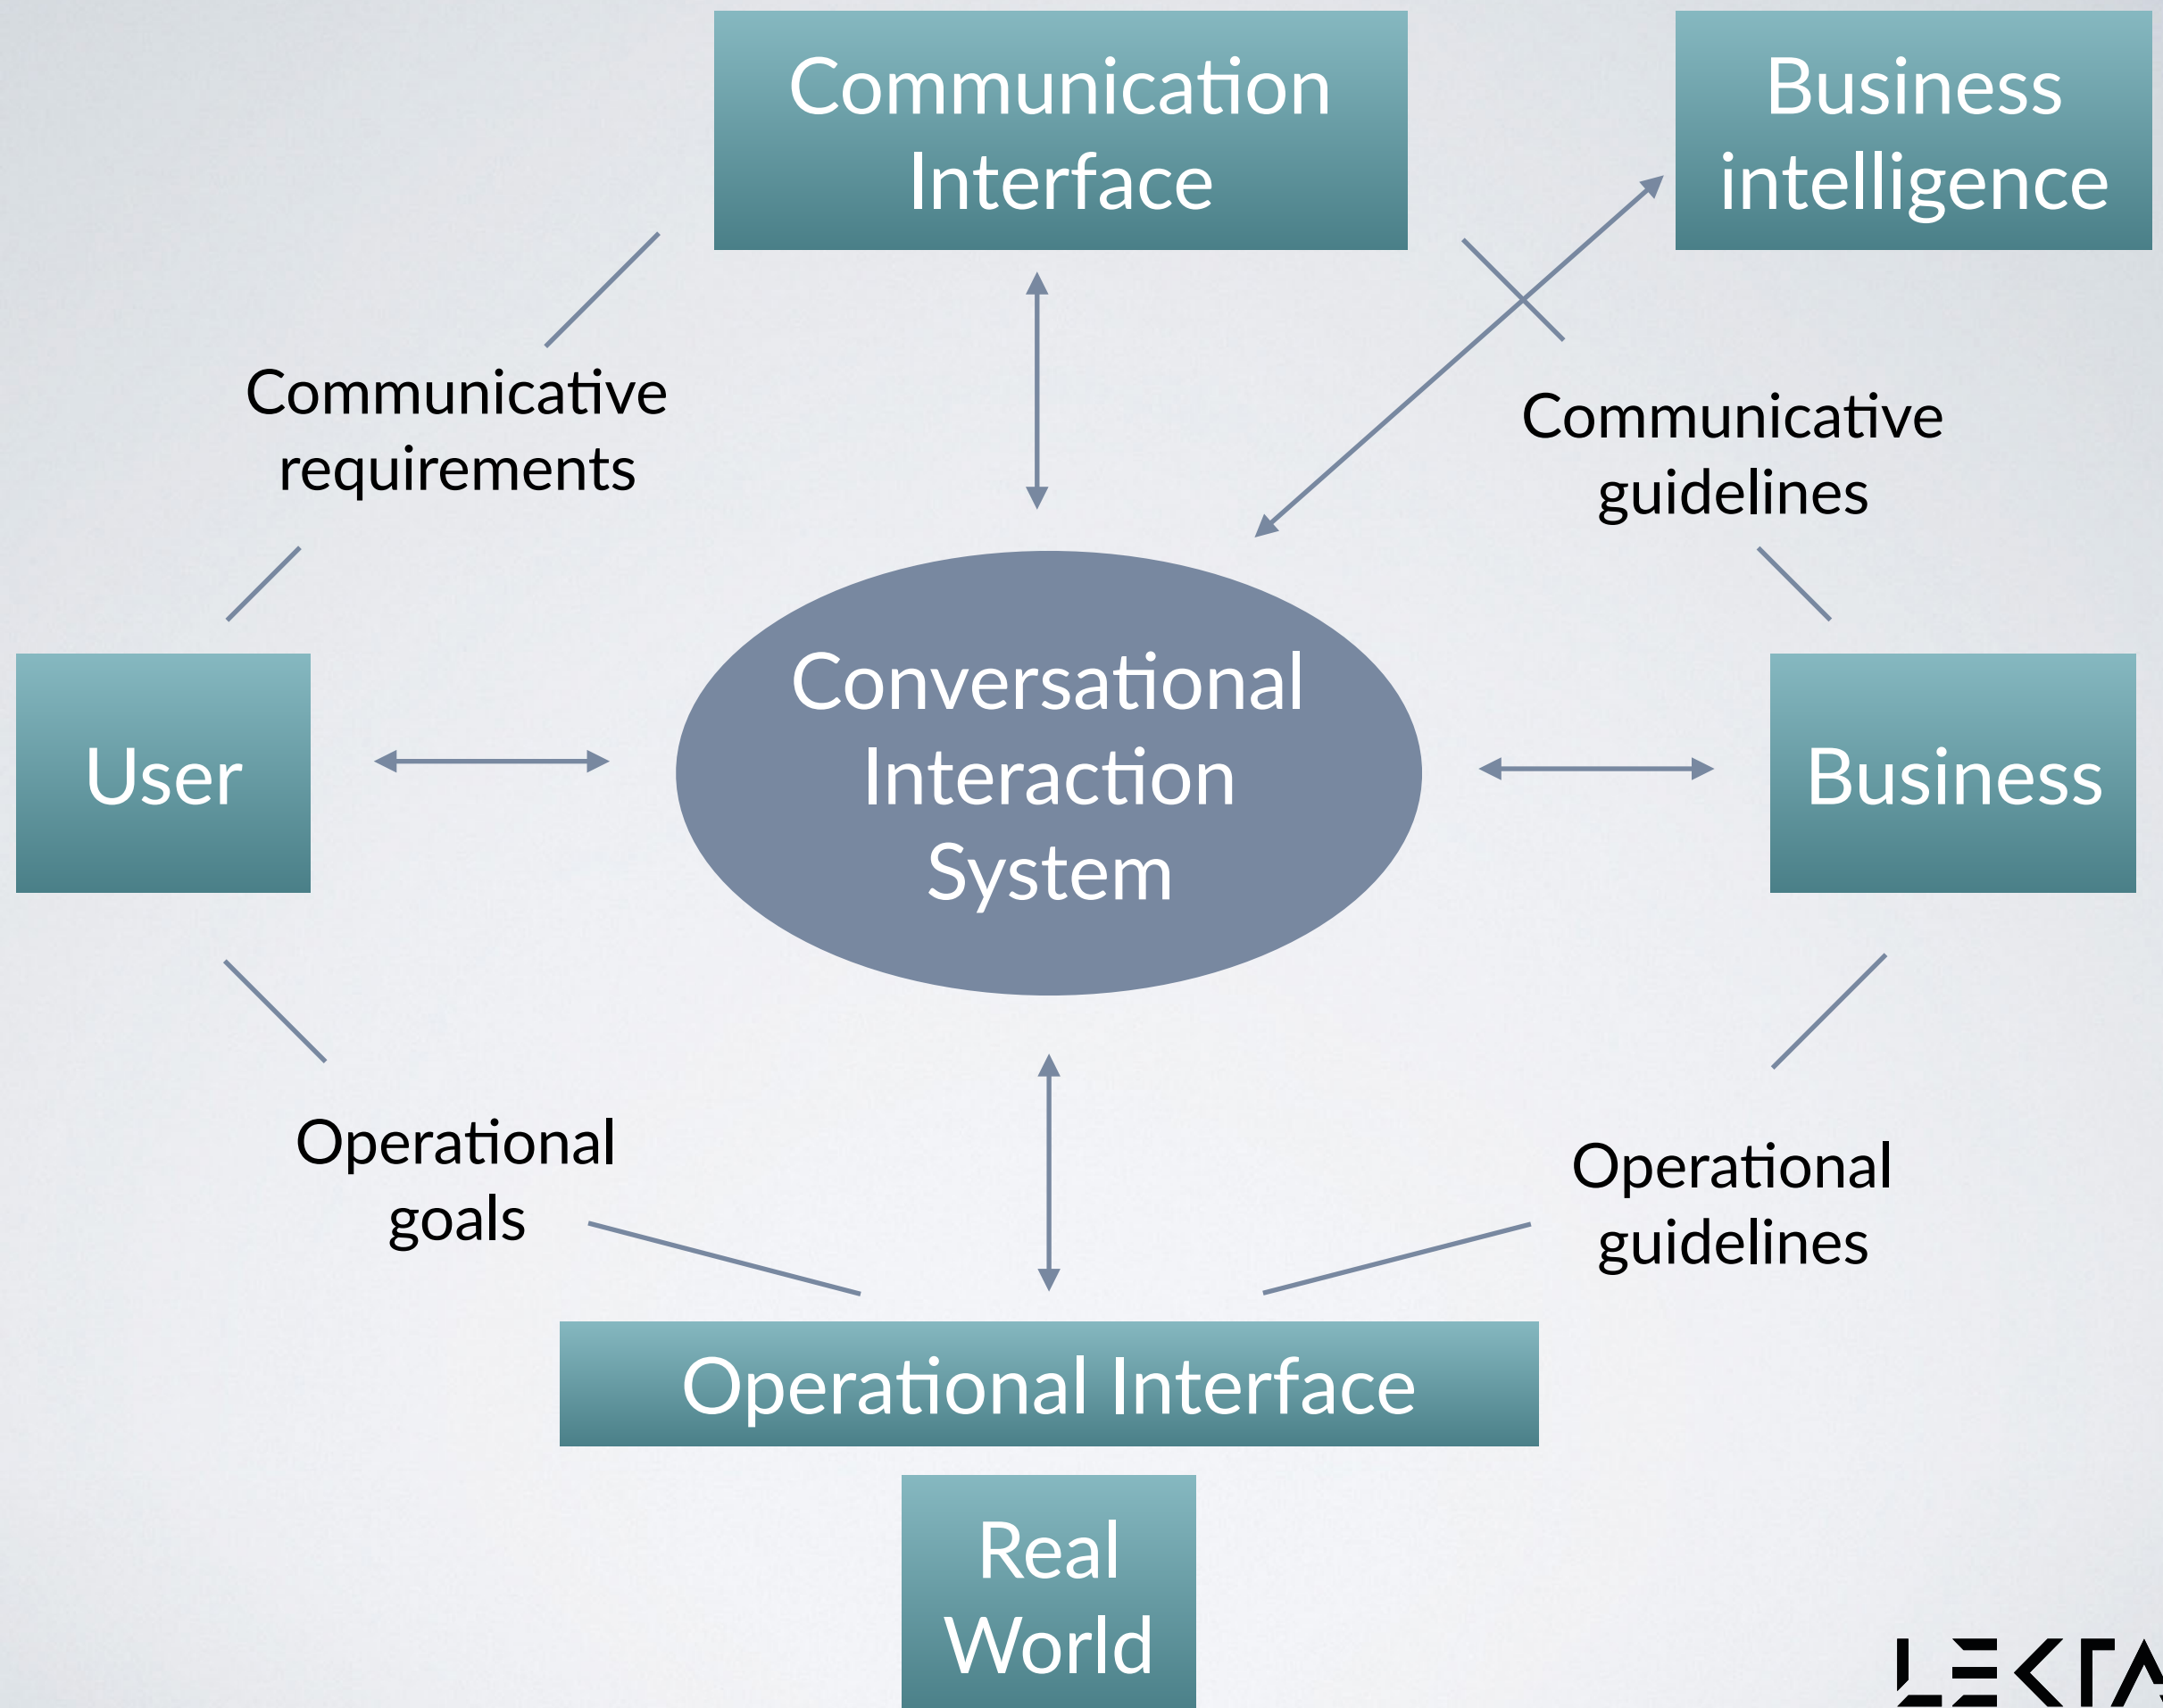 Communication
Interface
Business
intelligence
Communicative
requirements
Communicative
guidelines
Conversational
Interaction
System
User
Business
Operational
goals
Operational
guidelines
Operational Interface
Real
World
LEKTA